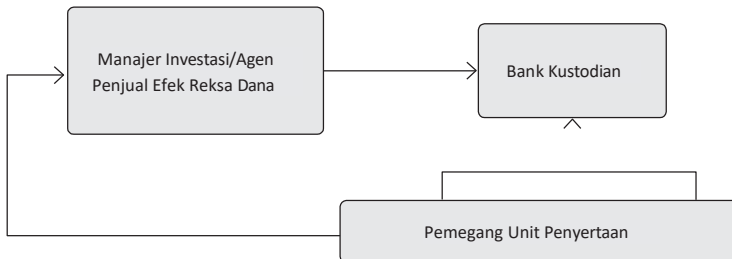 Manajer Investasi/Agen
Penjual Efek Reksa Dana
Bank Kustodian
Pemegang Unit Penyertaan